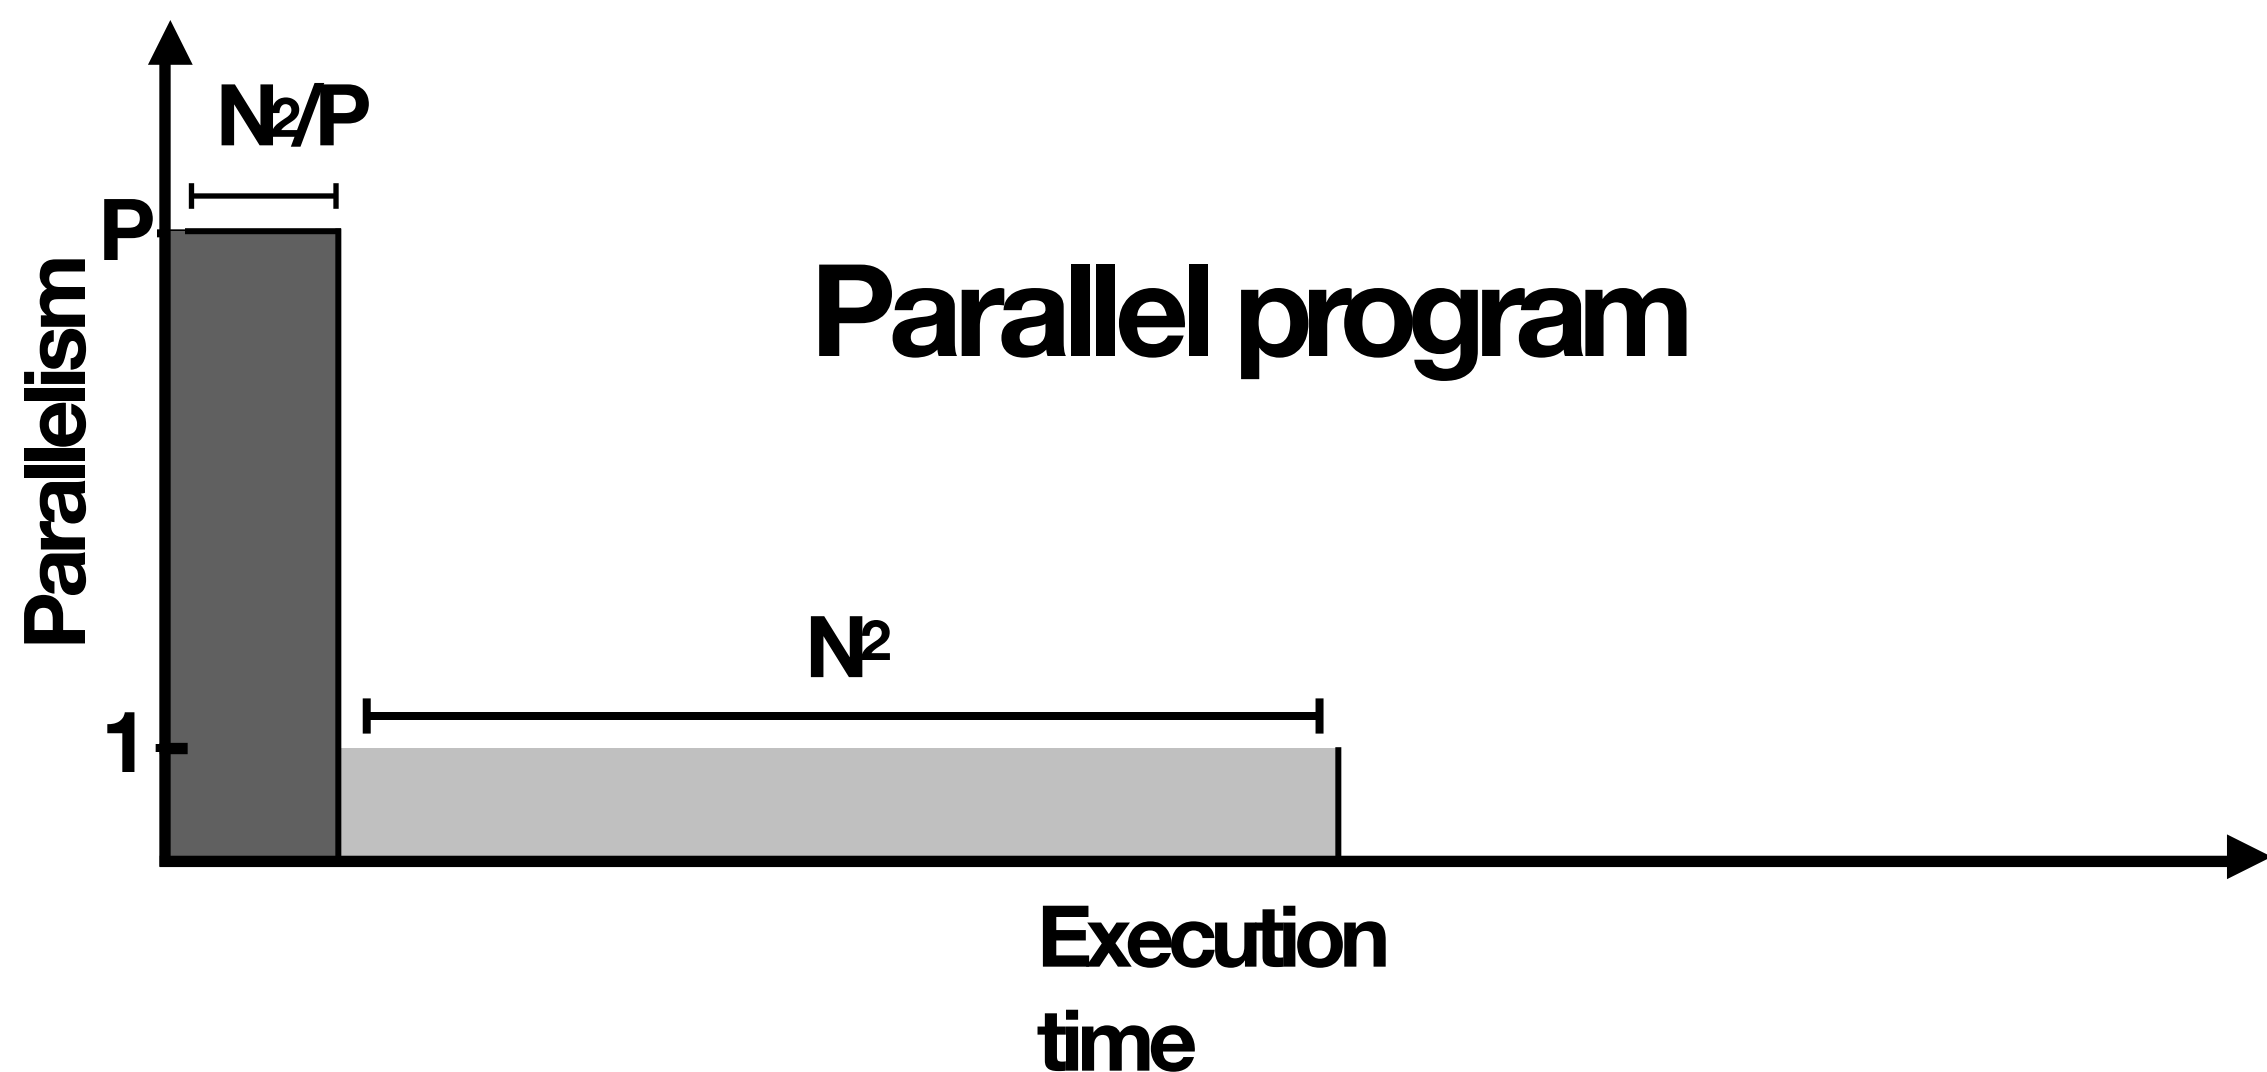 N²/P
P
Parallelism
Parallel program
N²
1
Execution
time